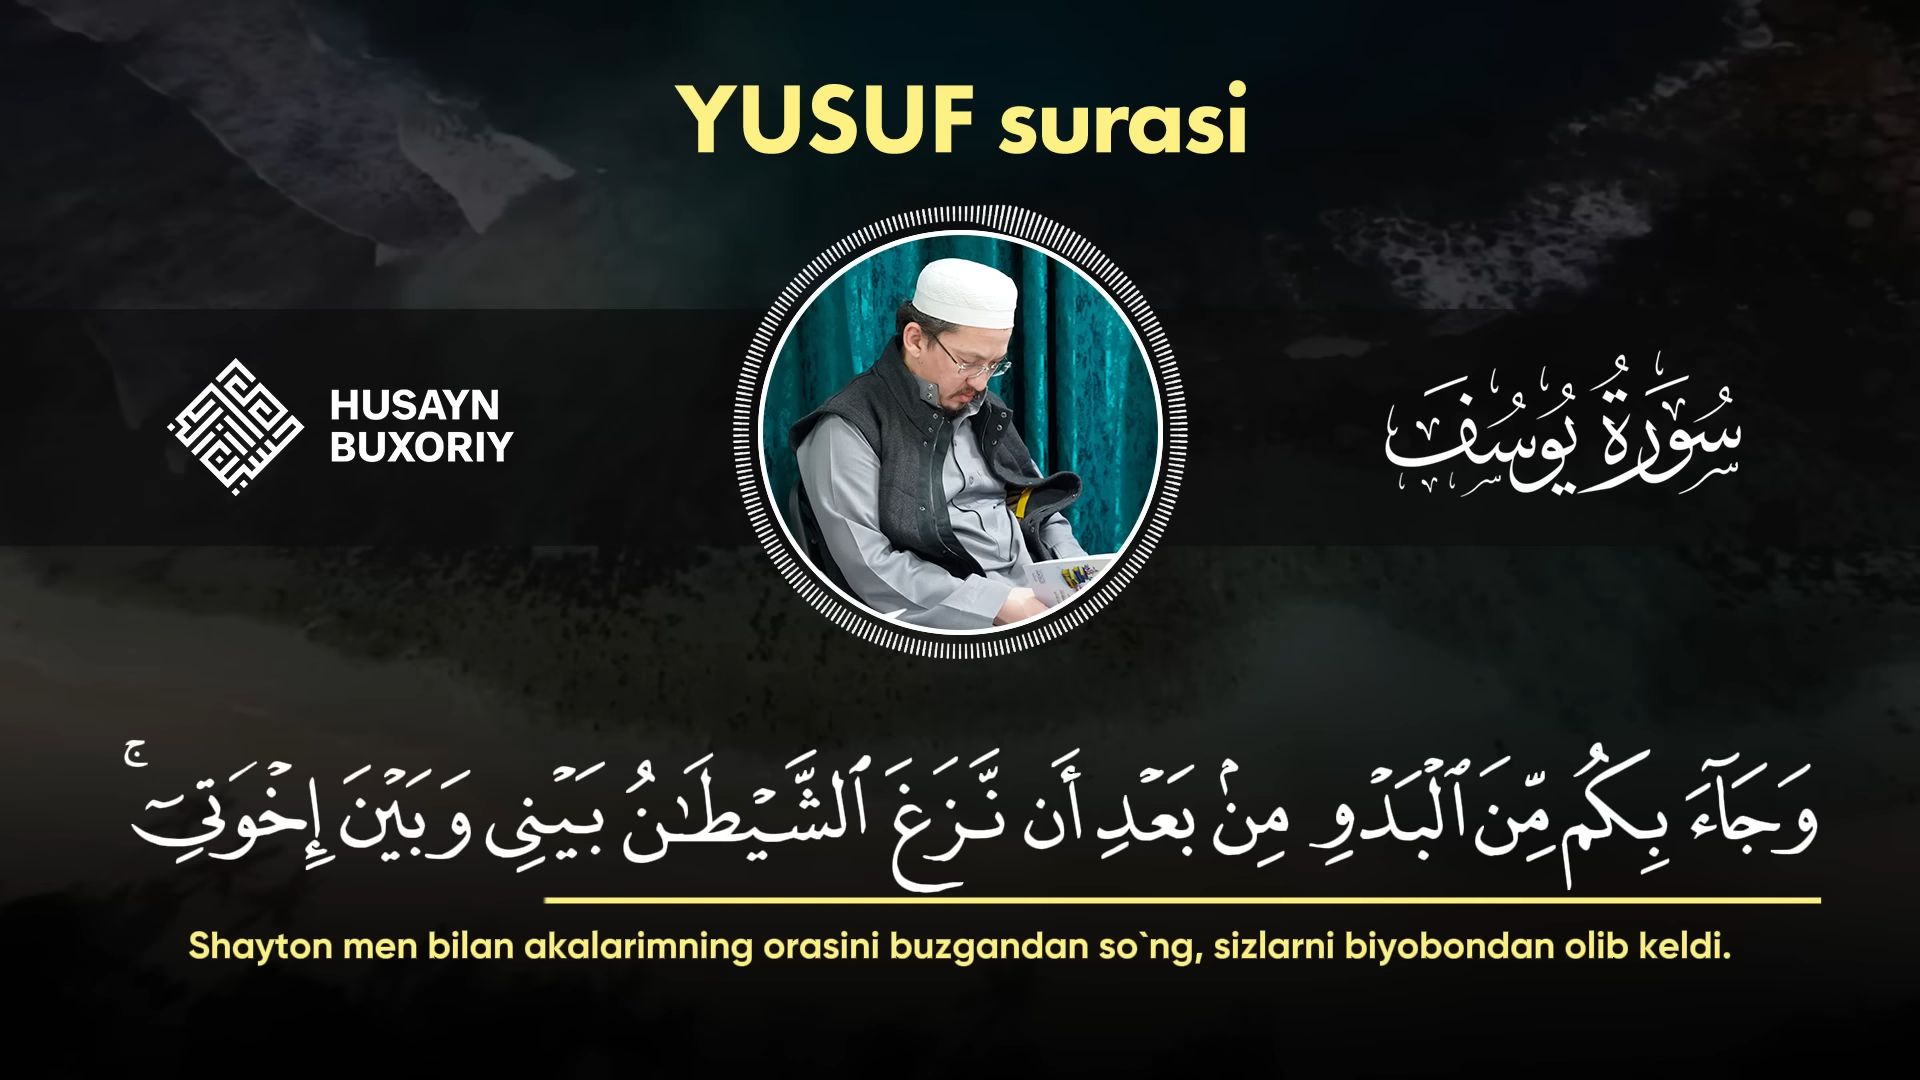 YUSUF surasi
HUSAYN
BUXORIY
سُورَةُ يُوسُفَ
وَجَآءَ بِكُم مِّنَ ٱلْبَدْوِ مِنۢ بَعْدِ أَن نَّزَغَ ٱلشَّيْطَـٰنُ بَيْنِى وَبَيْنَ إِخْوَتِىٓ ۚ
Shayton men bilan akalarimning orasini buzgandan so`ng, sizlarni biyobondan olib keldi.